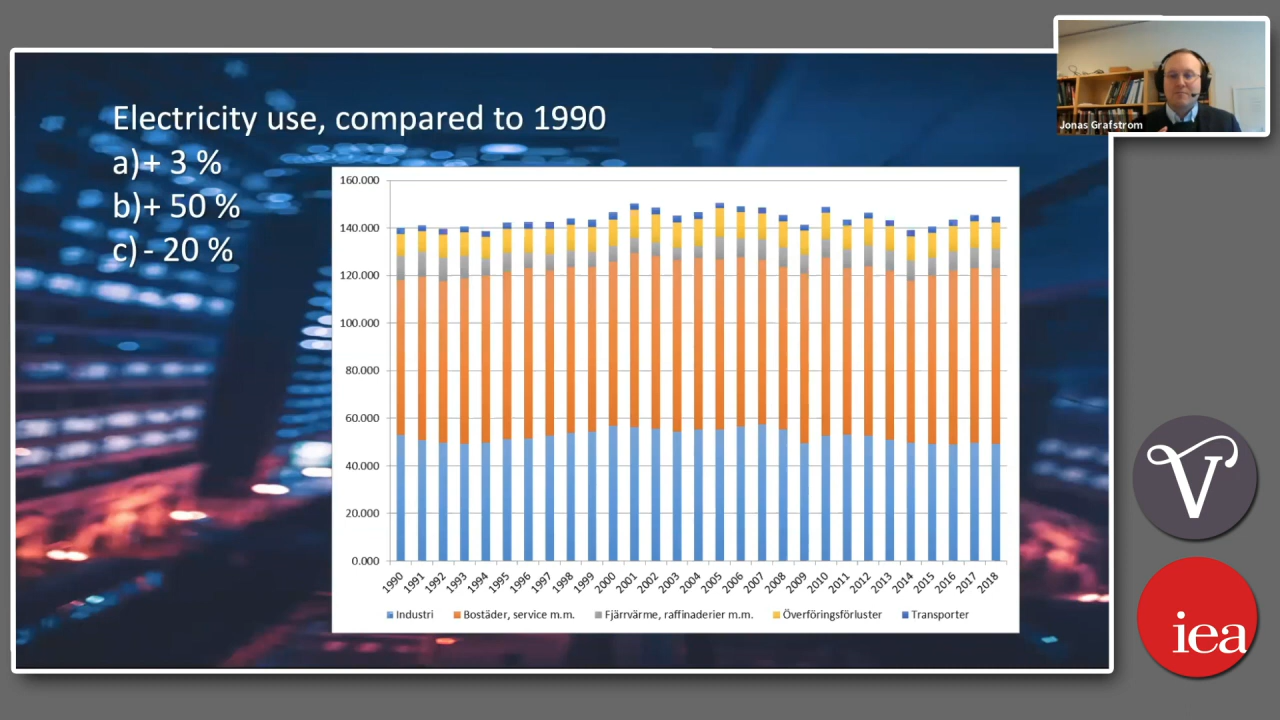 Jonas Grafstrom
Electricity use, compared to 1990
a)+ 3 %
b)+ 50 %
c) - 20 %
160.000
140.000
120.000
100.000
80.000
60.000
40.000
20.000
0.000
1990 1991 1992 1993 1994 1995 1996 1997 1998 1999 2000 2001 2002 2003 2004 2005 2006 2007 2008 2009 2010 2011 2012 2013 2014 2015 2016 2017 2018
Industri Bostäder, service m.m. Fjärrvärme, raffinaderier m.m. Överföringsförluster Transporter
V
iea